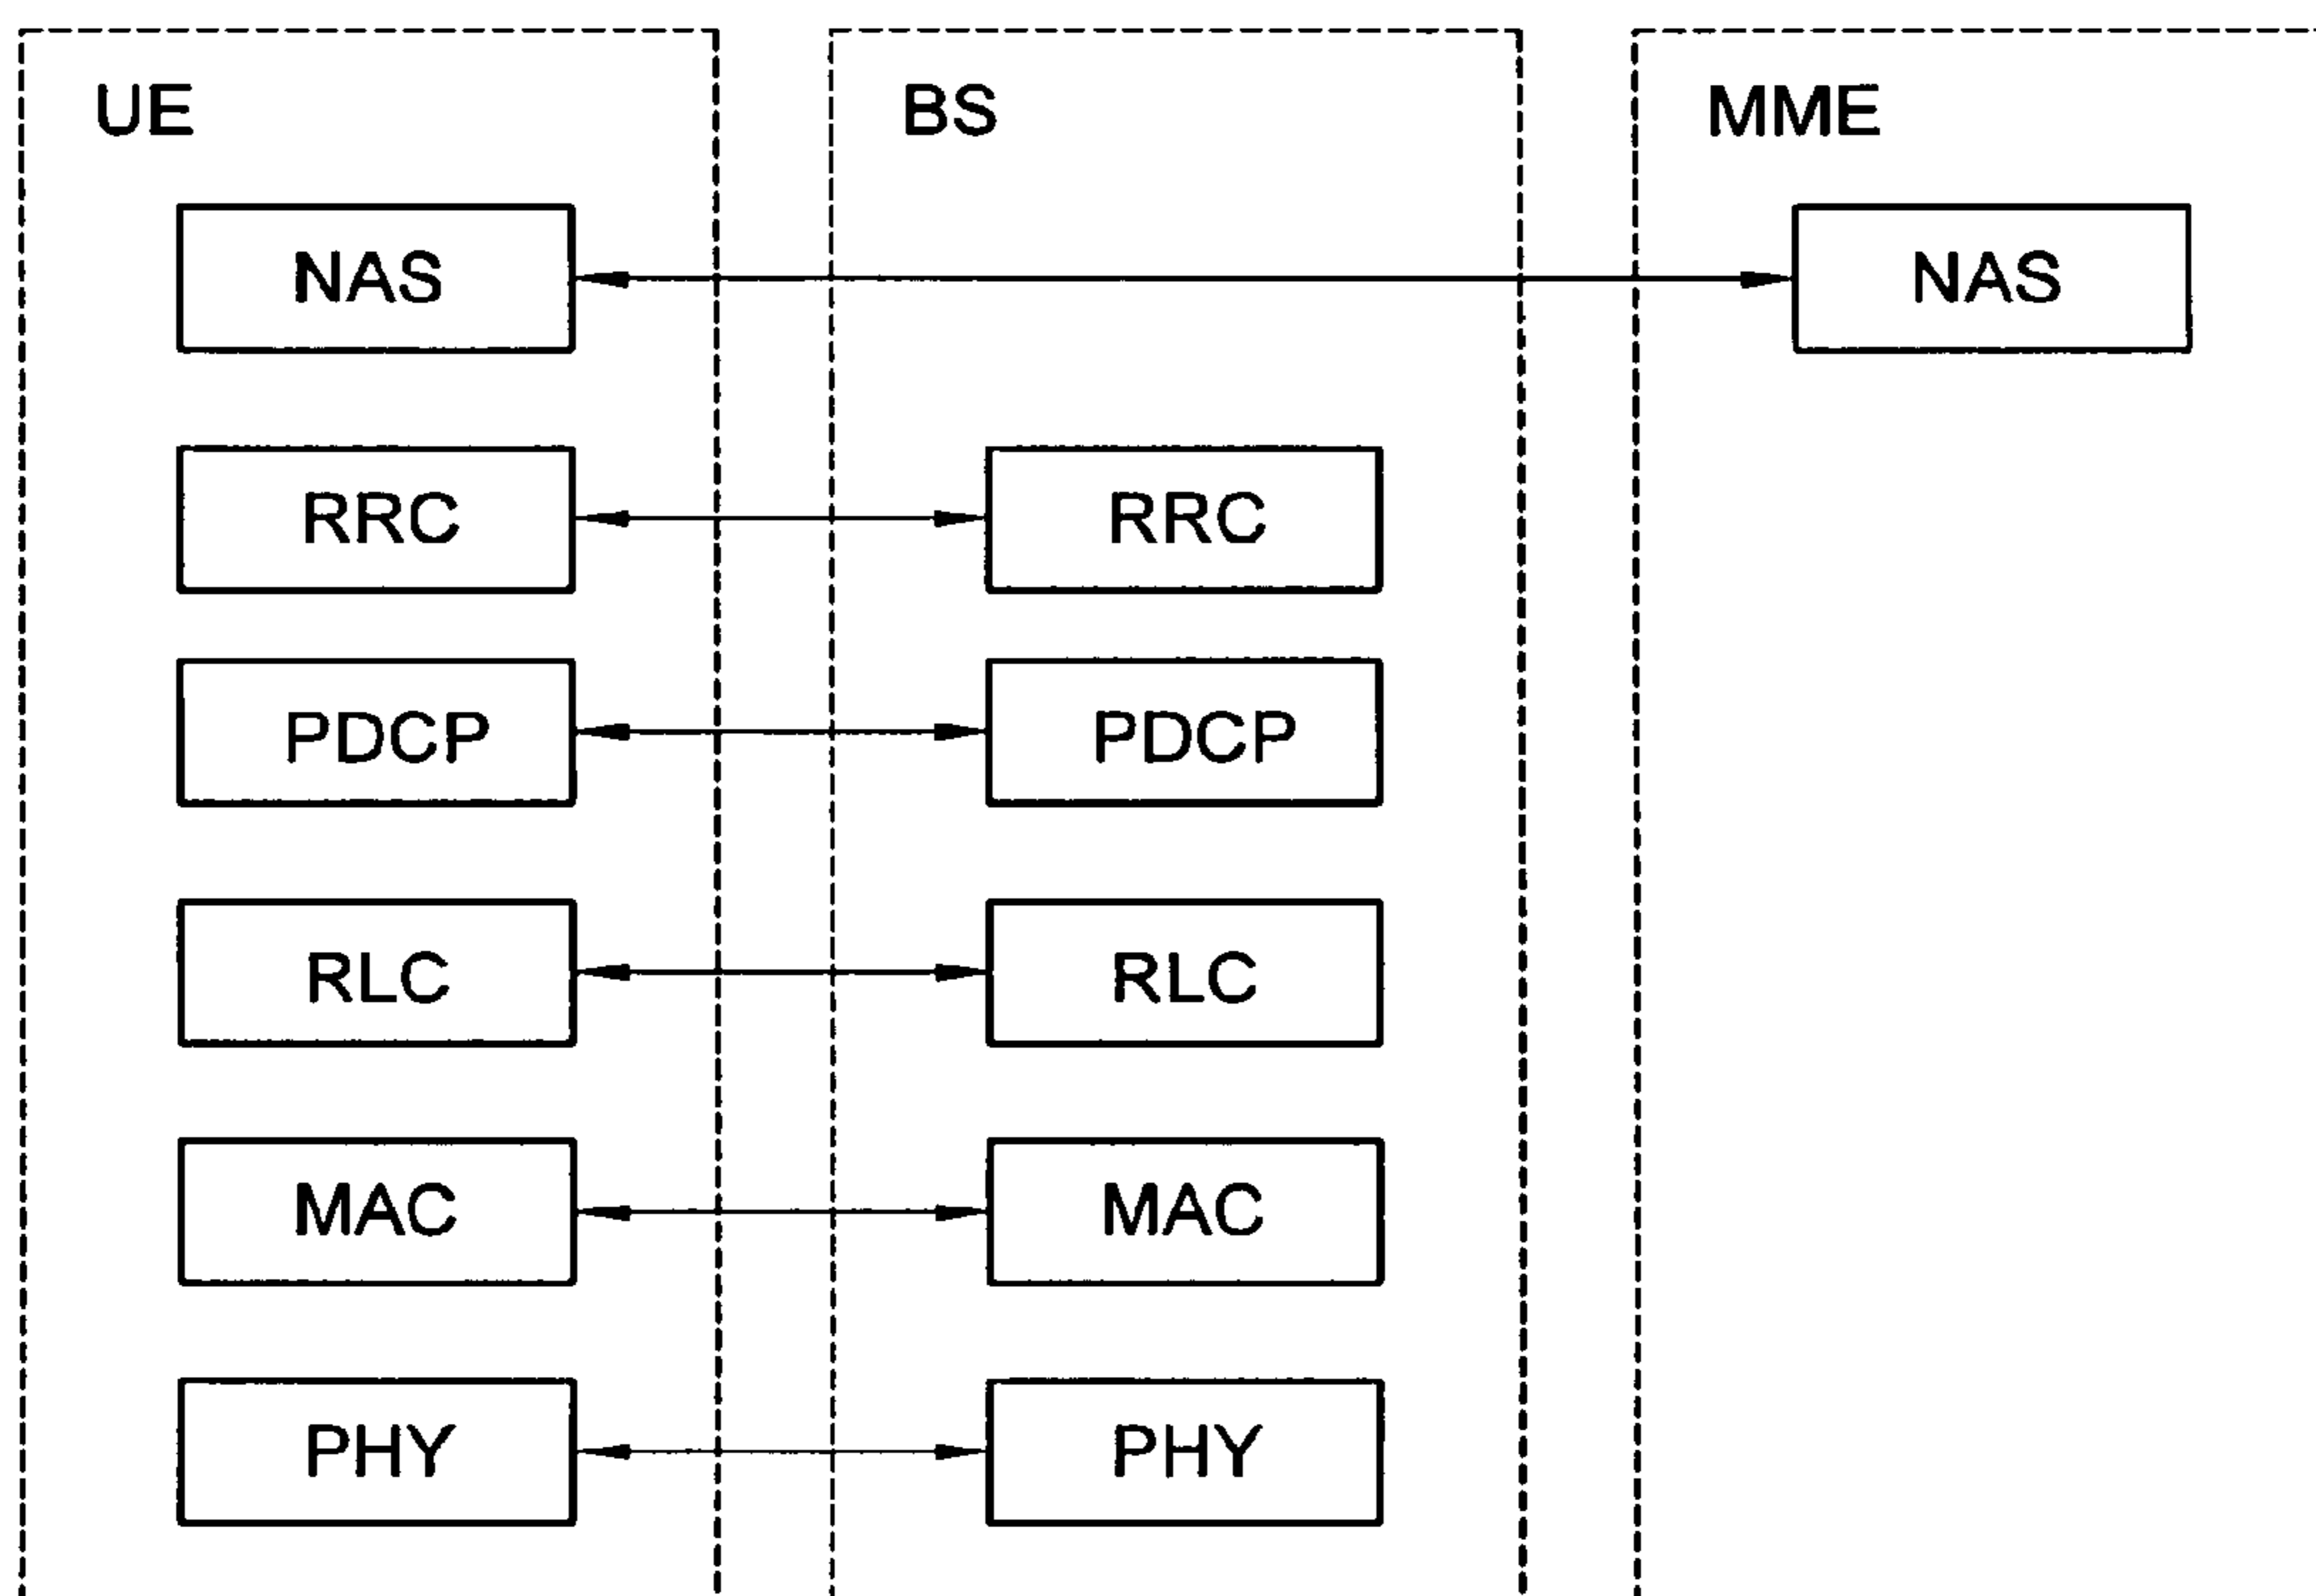 UE BS MME
NAS NAS
RRC RRC
PDCP PDCP
RLC RLC
MAC MAC
PHY PHY